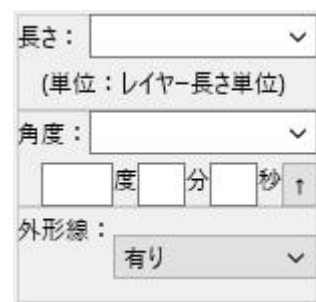 長さ：
(単位：レイヤー長さ単位)
角度：
度 分 秒 ↑
外形線：
有り